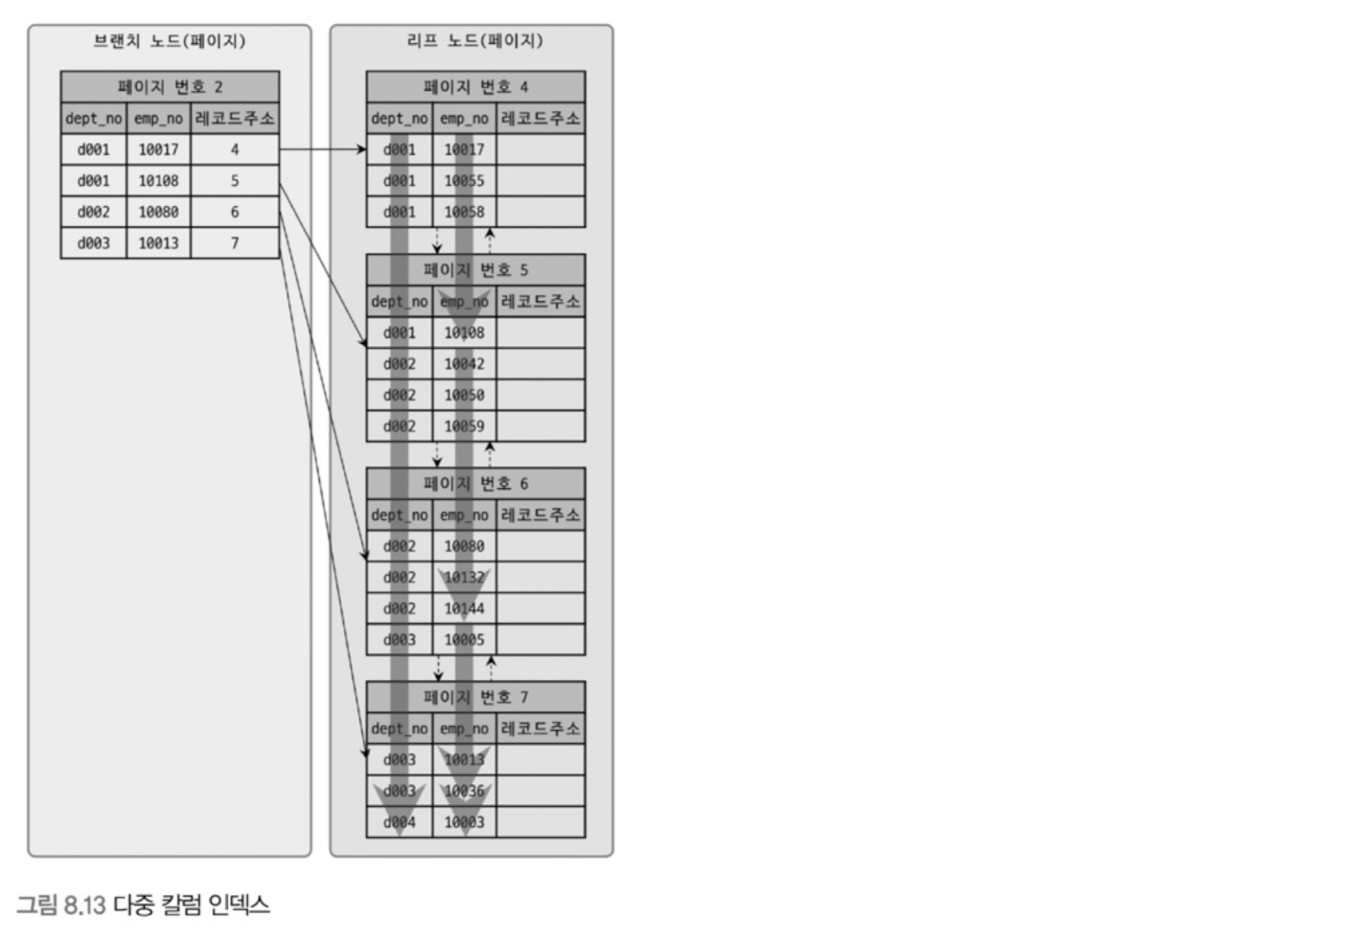 브랜치 노드(페이지)
페이지 번호 2
dept_no emp_no 레코드주소
d001 10017 4
d001 10108 5
d002 10080 6
d003 10013 7
리프 노드(페이지)
페이지 번호 4
dept_no emp_no 레코드주소
d001 10017
d001 10055
d001 10058
페이지 번호 5
dept_no emp_no 레코드주소
d001 10108
d002 10042
d002 10050
d002 10059
페이지 번호 6
dept_no emp_no 레코드주소
d002 10080
d002 10132
d002 10144
d003 10005
페이지 번호 7
dept_no emp_no 레코드주소
d003 10013
d003 10036
d004 10003
그림 8.13 다중 칼럼 인덱스